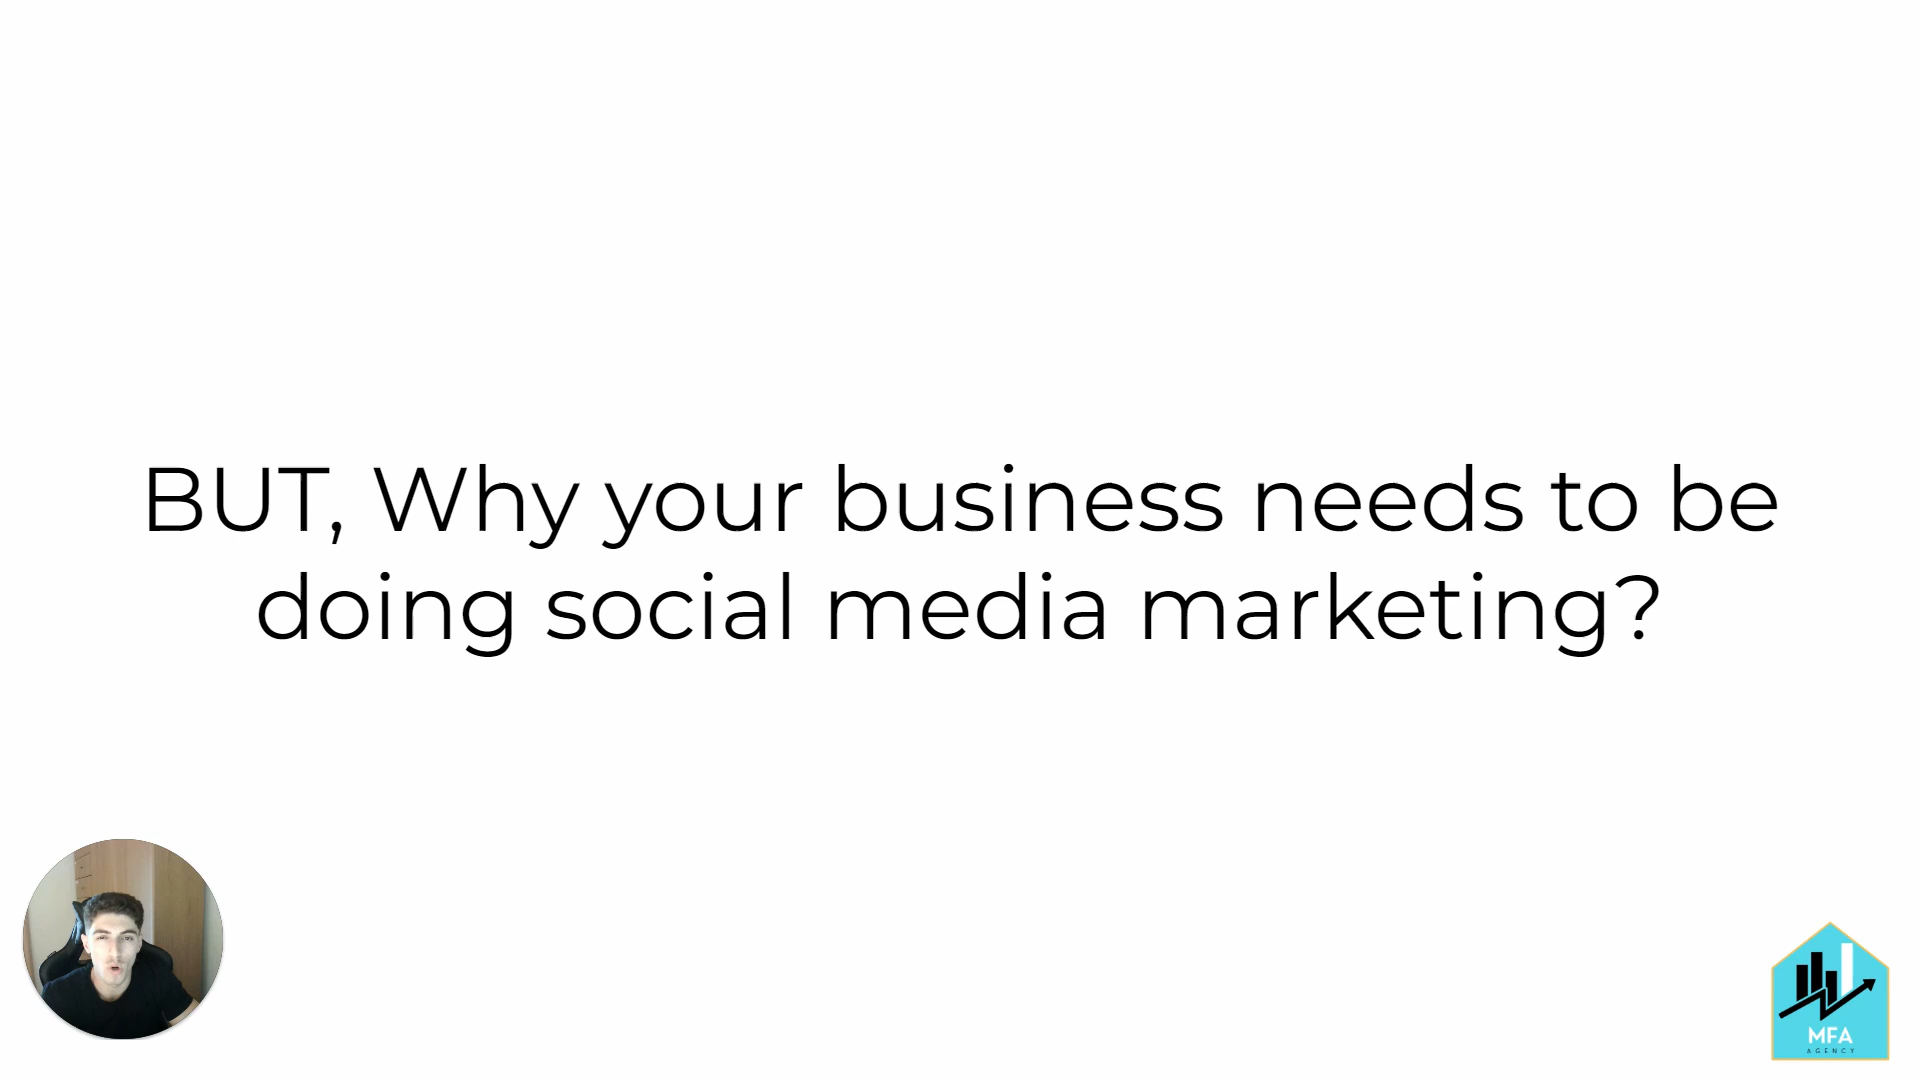 BUT, Why your business needs to be
doing social media marketing?
MFA
AGENCY